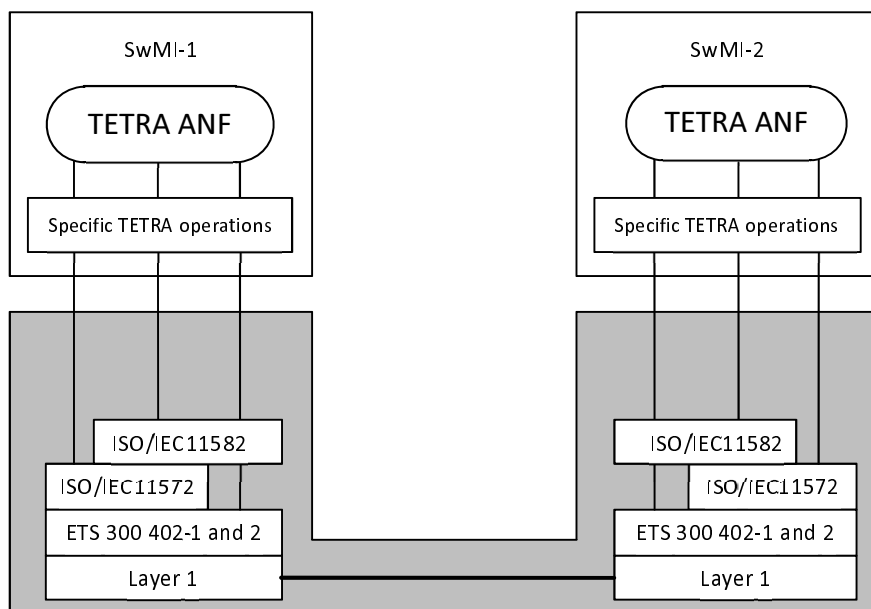 SwMI-1
TETRA ANF
Specific TETRA operations
ISO/IEC11582
ISO/IEC11572
ETS 300 402-1 and 2
Layer 1
SwMI-2
TETRA ANF
Specific TETRA operations
ISO/IEC11582
ISO/IEC11572
ETS 300 402-1 and 2
Layer 1